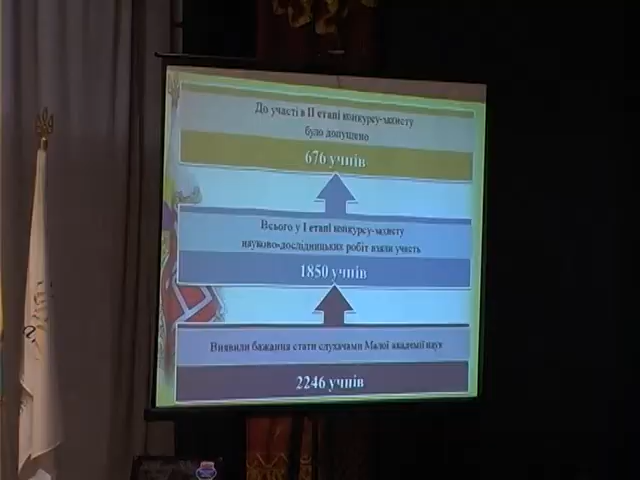 До участі в ІІ етапі конкурсу-захисту
було допущено
676 учнів
Всього у І етапі конкурсу-захисту
науково-дослідницьких робіт взяли участь
1850 учнів
Виявили бажання стати слухачами Малої академії наук
2246 учнів